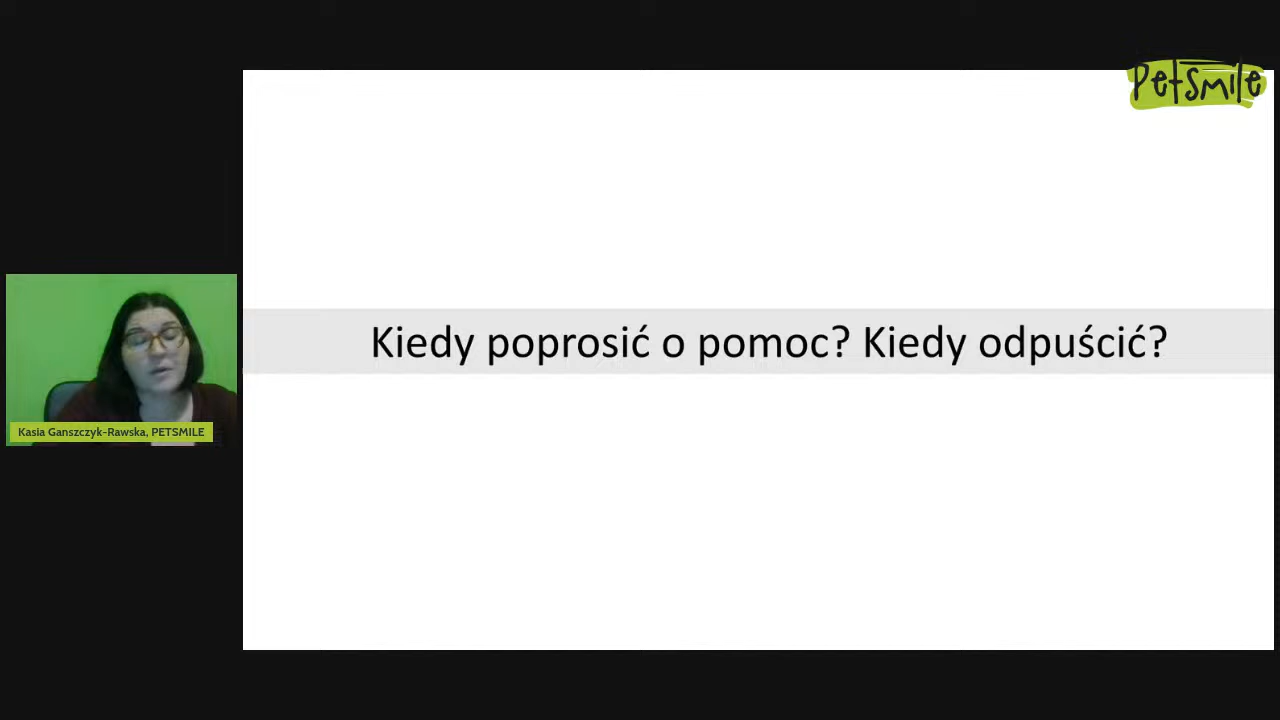 PetSmile
Kiedy poprosić o pomoc? Kiedy odpuścić?
Kasia Ganszczyk-Rawska, PETSMILE